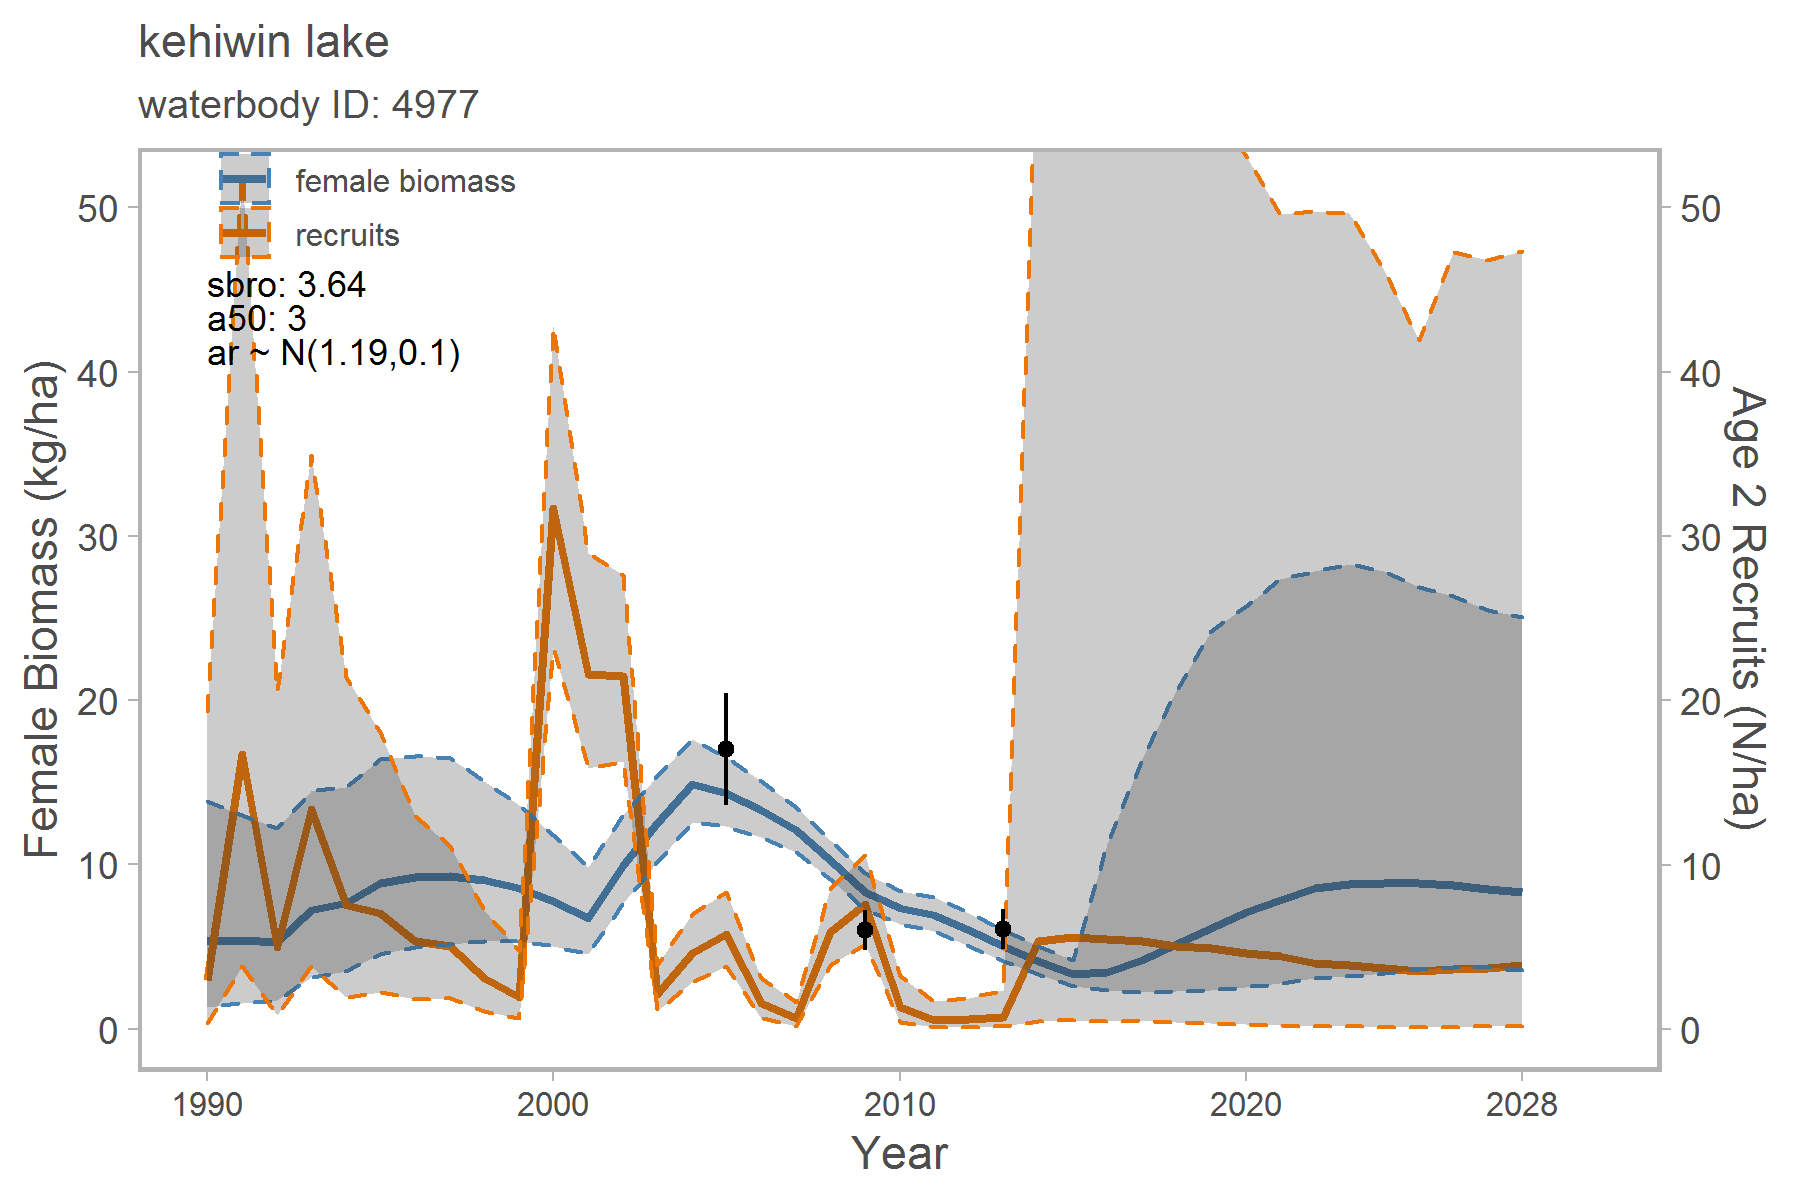 kehiwin lake
waterbody ID: 4977
female biomass
recruits
sbro: 3.64
a50: 3
ar ~ N(1.19,0.1)
Female Biomass (kg/ha)
50
40
30
20
10
0
50
40
30
20
10
0
Age 2 Recruits (N/ha)
1990
2000
2010
2020
2028
Year